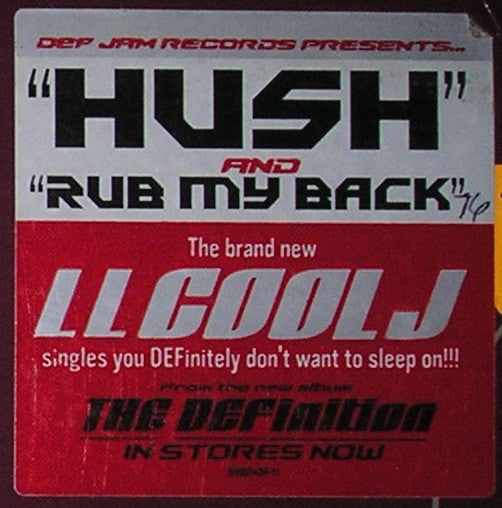 DEF JAM RECORDS PRESENTS...
"HUSH"
AND
"RUB MY BACK"
76
The brand new
LL COOL J
singles you DEFinitely don't want to sleep on!!!
From the new album
THE DEFinition
IN STORES NOW